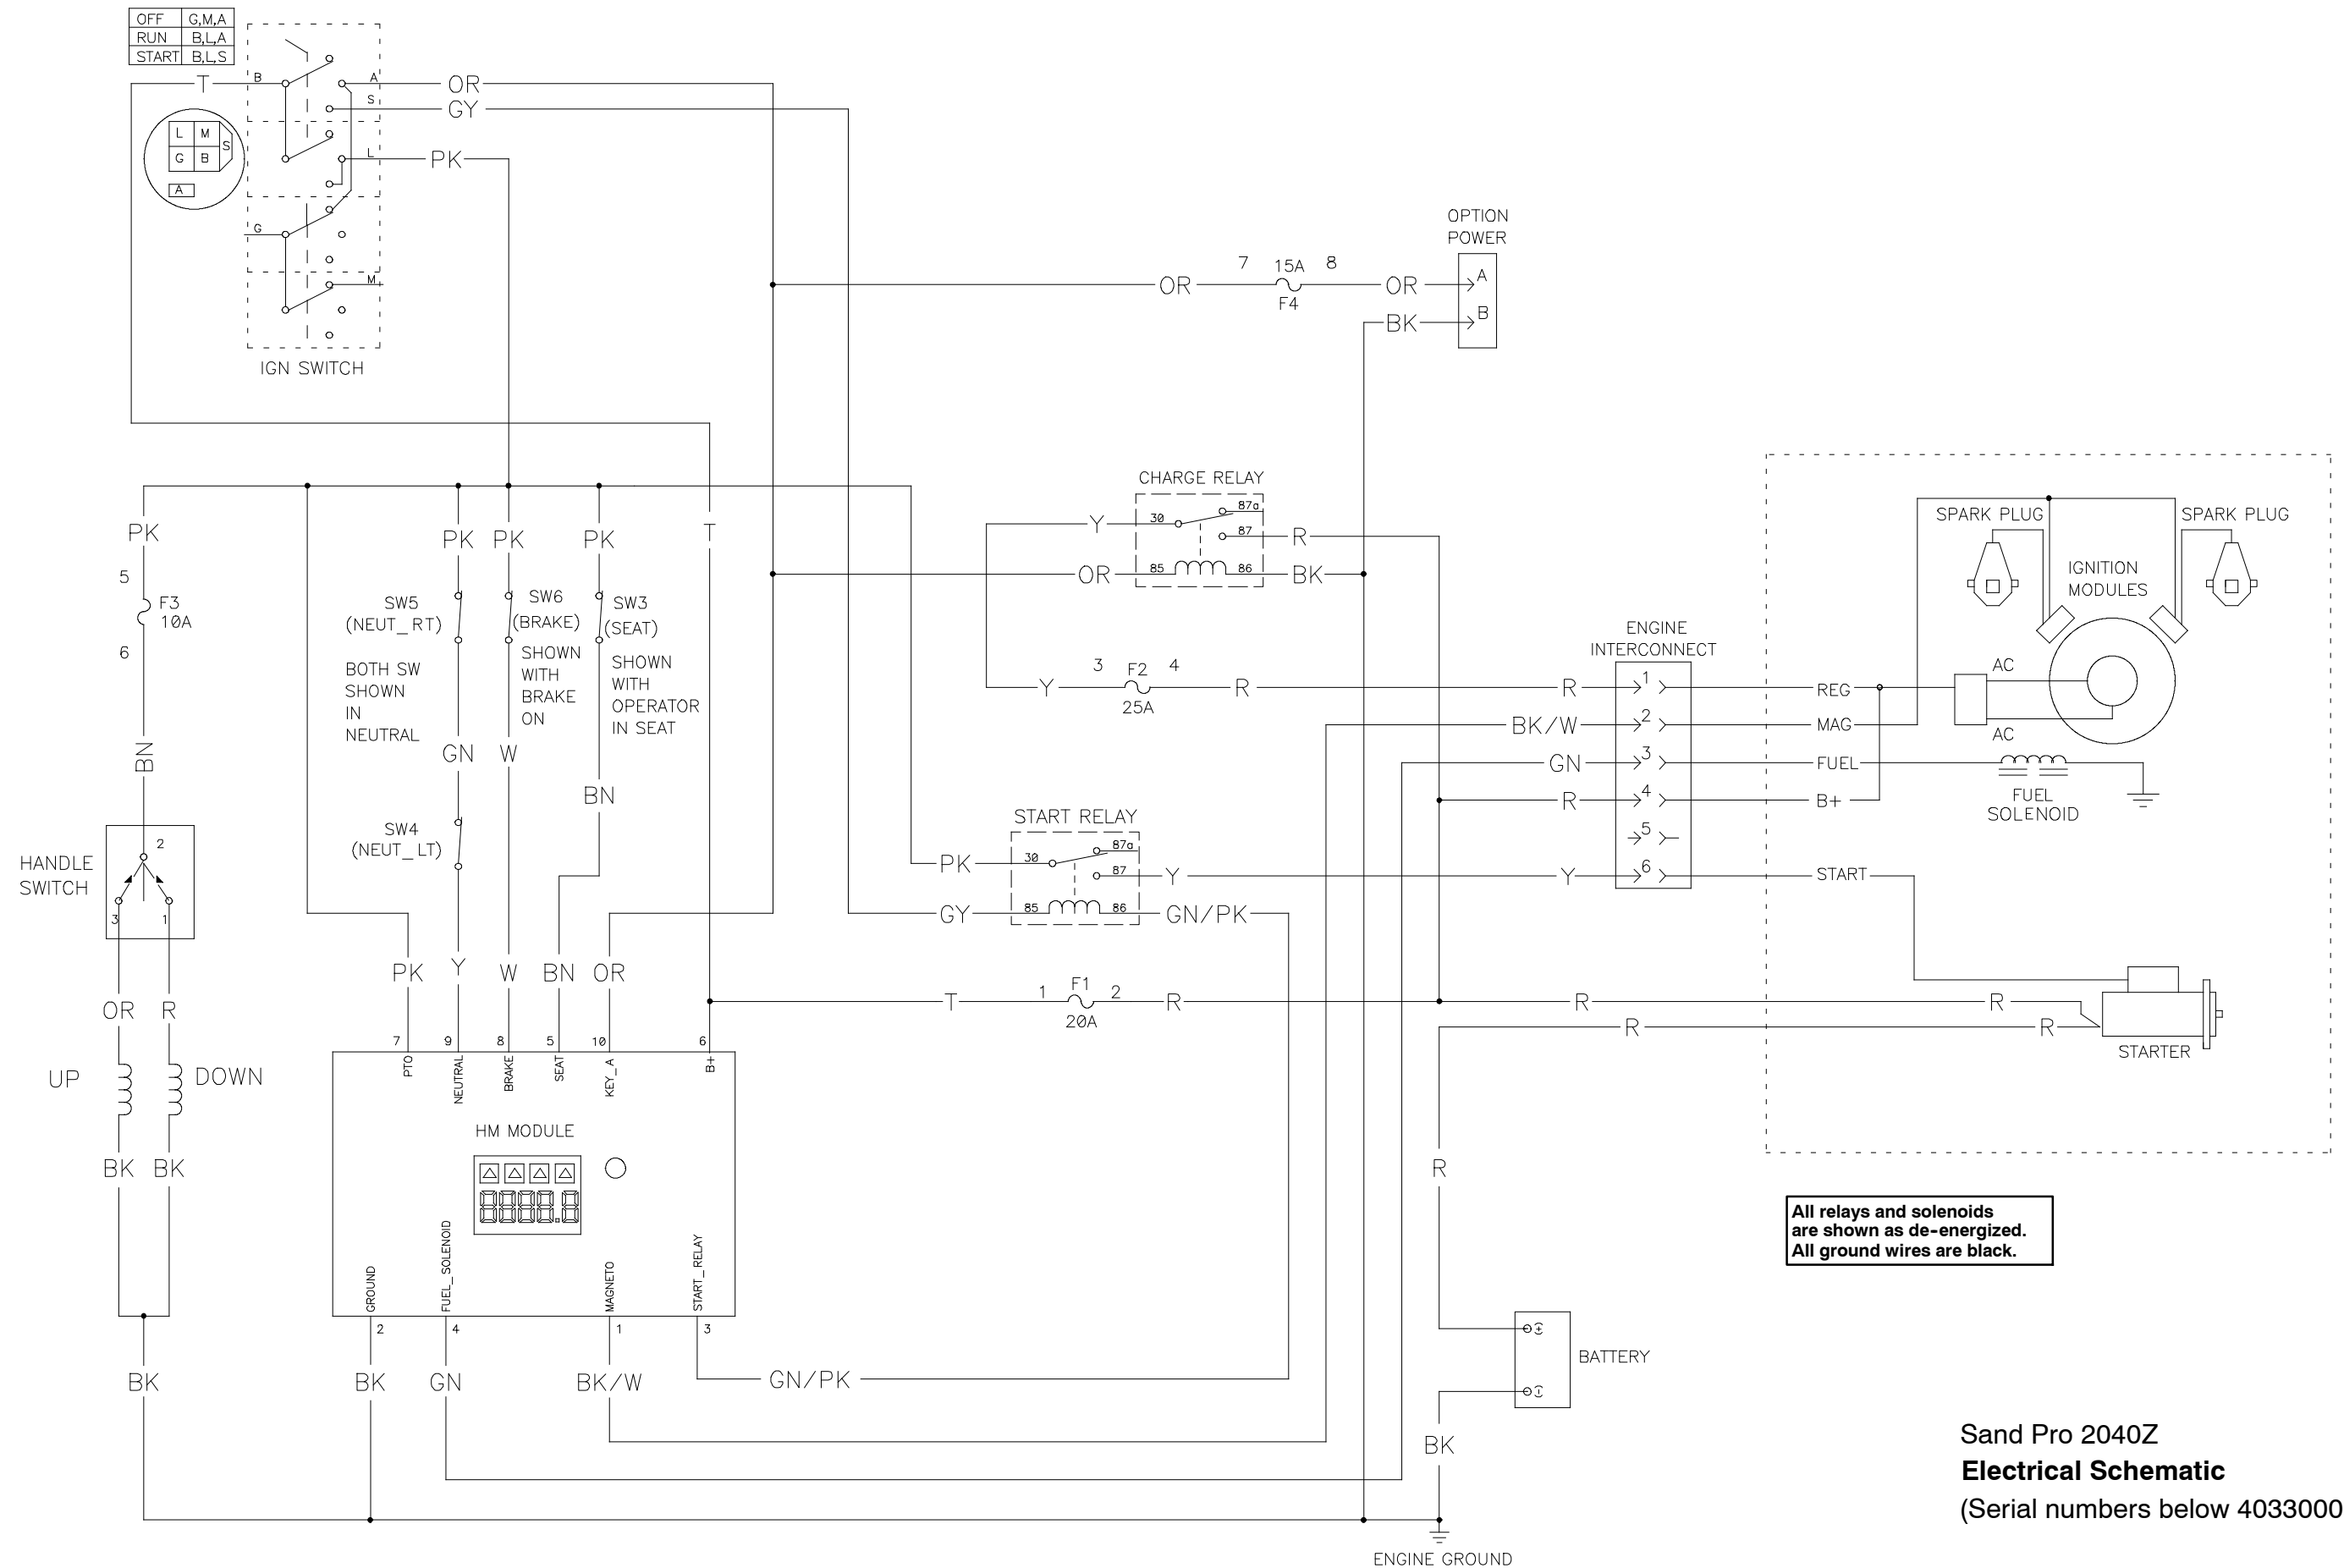 OFF G,M,A
RUN B,L,A
START B,L,S
T
B
A
OR
S
GY
L M
G B
S
A
L
PK
G
M
IGN SWITCH
OPTION
POWER
OR
7
15A
8
F4
OR
A
BK
B
CHARGE RELAY
30
87a
87
85
86
Y
R
OR
BK
PK
5
F3
10A
6
BN
PK
PK
PK
T
SW5
(NEUT_RT)
BOTH SW
SHOWN
IN
NEUTRAL
SW6
(BRAKE)
SHOWN
WITH
BRAKE
ON
SW3
(SEAT)
SHOWN
WITH
OPERATOR
IN SEAT
GN
W
BN
SW4
(NEUT_LT)
HANDLE
SWITCH
2
3
1
Y
3
F2
4
25A
R
R
BK/W
GN
R
Y
ENGINE
INTERCONNECT
1
2
3
4
5
6
REG
MAG
FUEL
B+
START
SPARK PLUG
SPARK PLUG
IGNITION
MODULES
AC
AC
FUEL
SOLENOID
START RELAY
30
87a
87
85
86
PK
Y
GY
GN/PK
PK
Y
W
BN
OR
T
1
F1
2
20A
R
R
R
R
R
STARTER
OR
R
UP
DOWN
BK
BK
7
9
8
5
10
6
PTO
NEUTRAL
BRAKE
SEAT
KEY_A
B+
HM MODULE
GROUND
FUEL_SOLENOID
MAGNETO
START_RELAY
2
4
1
3
BK
BK
GN
BK/W
GN/PK
R
All relays and solenoids
are shown as de-energized.
All ground wires are black.
(+)
BATTERY
(-)
BK
ENGINE GROUND
Sand Pro 2040Z
Electrical Schematic
(Serial numbers below 4033000